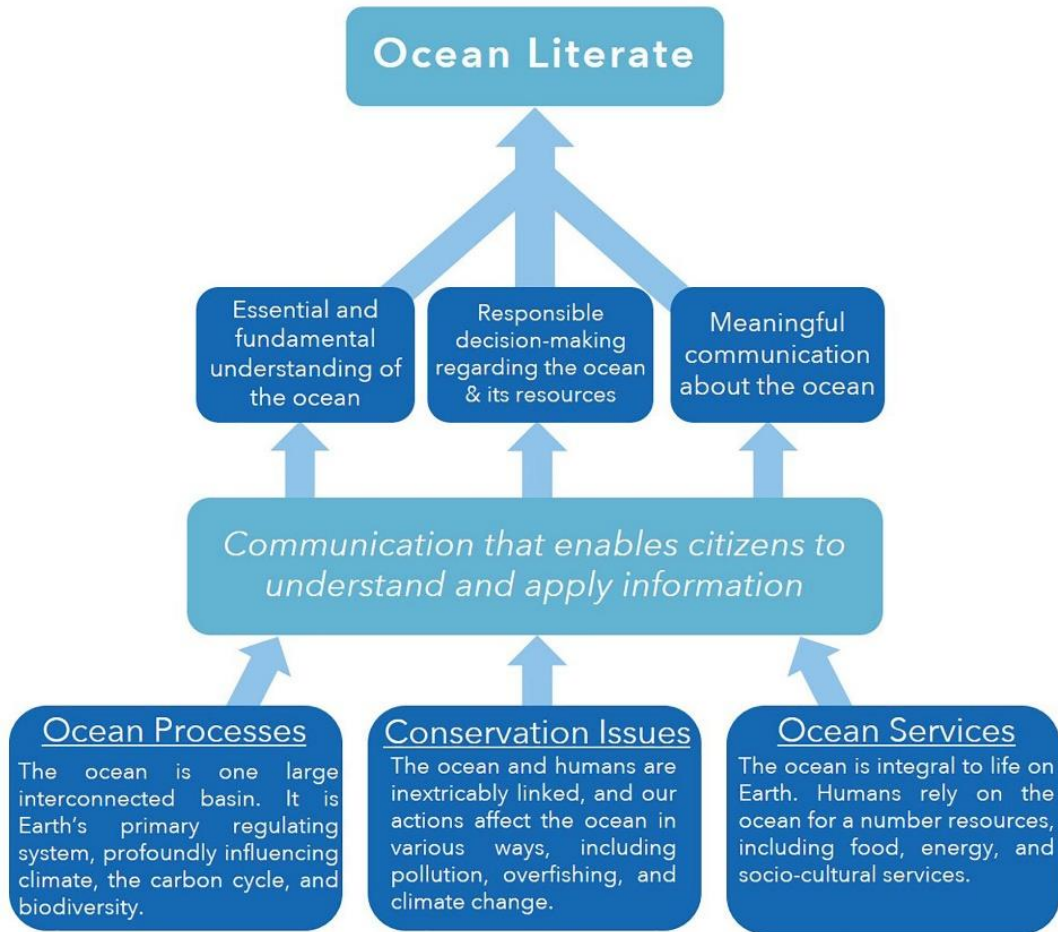 Ocean Literate
Essential and
fundamental
understanding of
the ocean
Responsible
decision-making
regarding the ocean
& its resources
Meaningful
communication
about the ocean
Communication that enables citizens to
understand and apply information
Ocean Processes
The ocean is one large
interconnected basin. It is
Earth's primary regulating
system, profoundly influencing
climate, the carbon cycle, and
biodiversity.
Conservation Issues
The ocean and humans are
inextricably linked, and our
actions affect the ocean in
various ways, including
pollution, overfishing, and
climate change.
Ocean Services
The ocean is integral to life on
Earth. Humans rely on the
ocean for a number resources,
including food, energy, and
socio-cultural services.